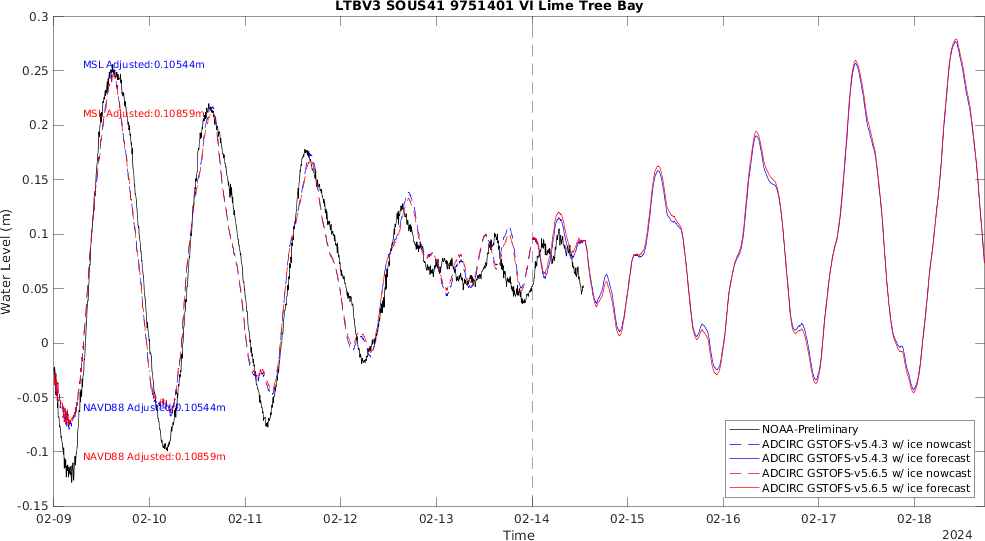 LTBV3 SOUS41 9751401 VI Lime Tree Bay
0.3
0.25
0.2
0.15
0.1
0.05
0
-0.05
-0.1
-0.15
Water Level (m)
MSL Adjusted:0.10544m
MSL Adjusted:0.10859m
NAVD88 Adjusted:0.10544m
NAVD88 Adjusted:0.10859m
NOAA-Preliminary
ADCIRC GSTOFS-v5.4.3 w/ ice nowcast
ADCIRC GSTOFS-v5.4.3 w/ ice forecast
ADCIRC GSTOFS-v5.6.5 w/ ice nowcast
ADCIRC GSTOFS-v5.6.5 w/ ice forecast
02-09 02-10 02-11 02-12 02-13 02-14 02-15 02-16 02-17 02-18
Time
2024